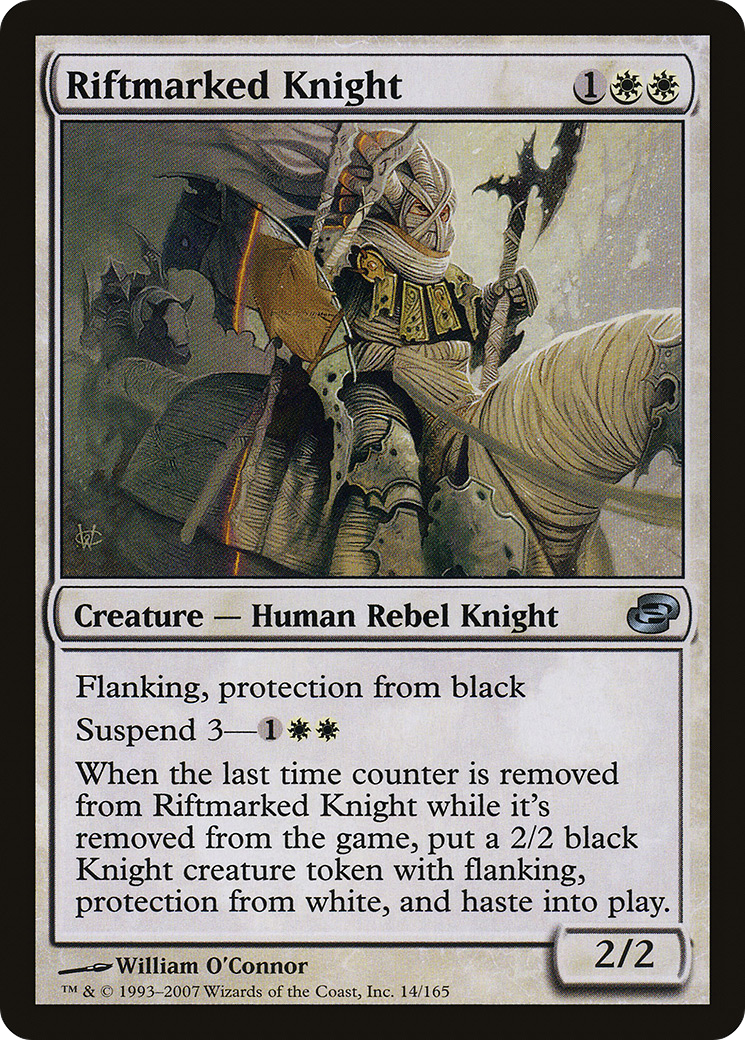 Riftmarked Knight 1
Creature — Human Rebel Knight
Flanking, protection from black
Suspend 3—1
When the last time counter is removed
from Riftmarked Knight while it's
removed from the game, put a 2/2 black
Knight creature token with flanking,
protection from white, and haste into play.
2/2
William O'Connor
™ & © 1993–2007 Wizards of the Coast, Inc. 14/165